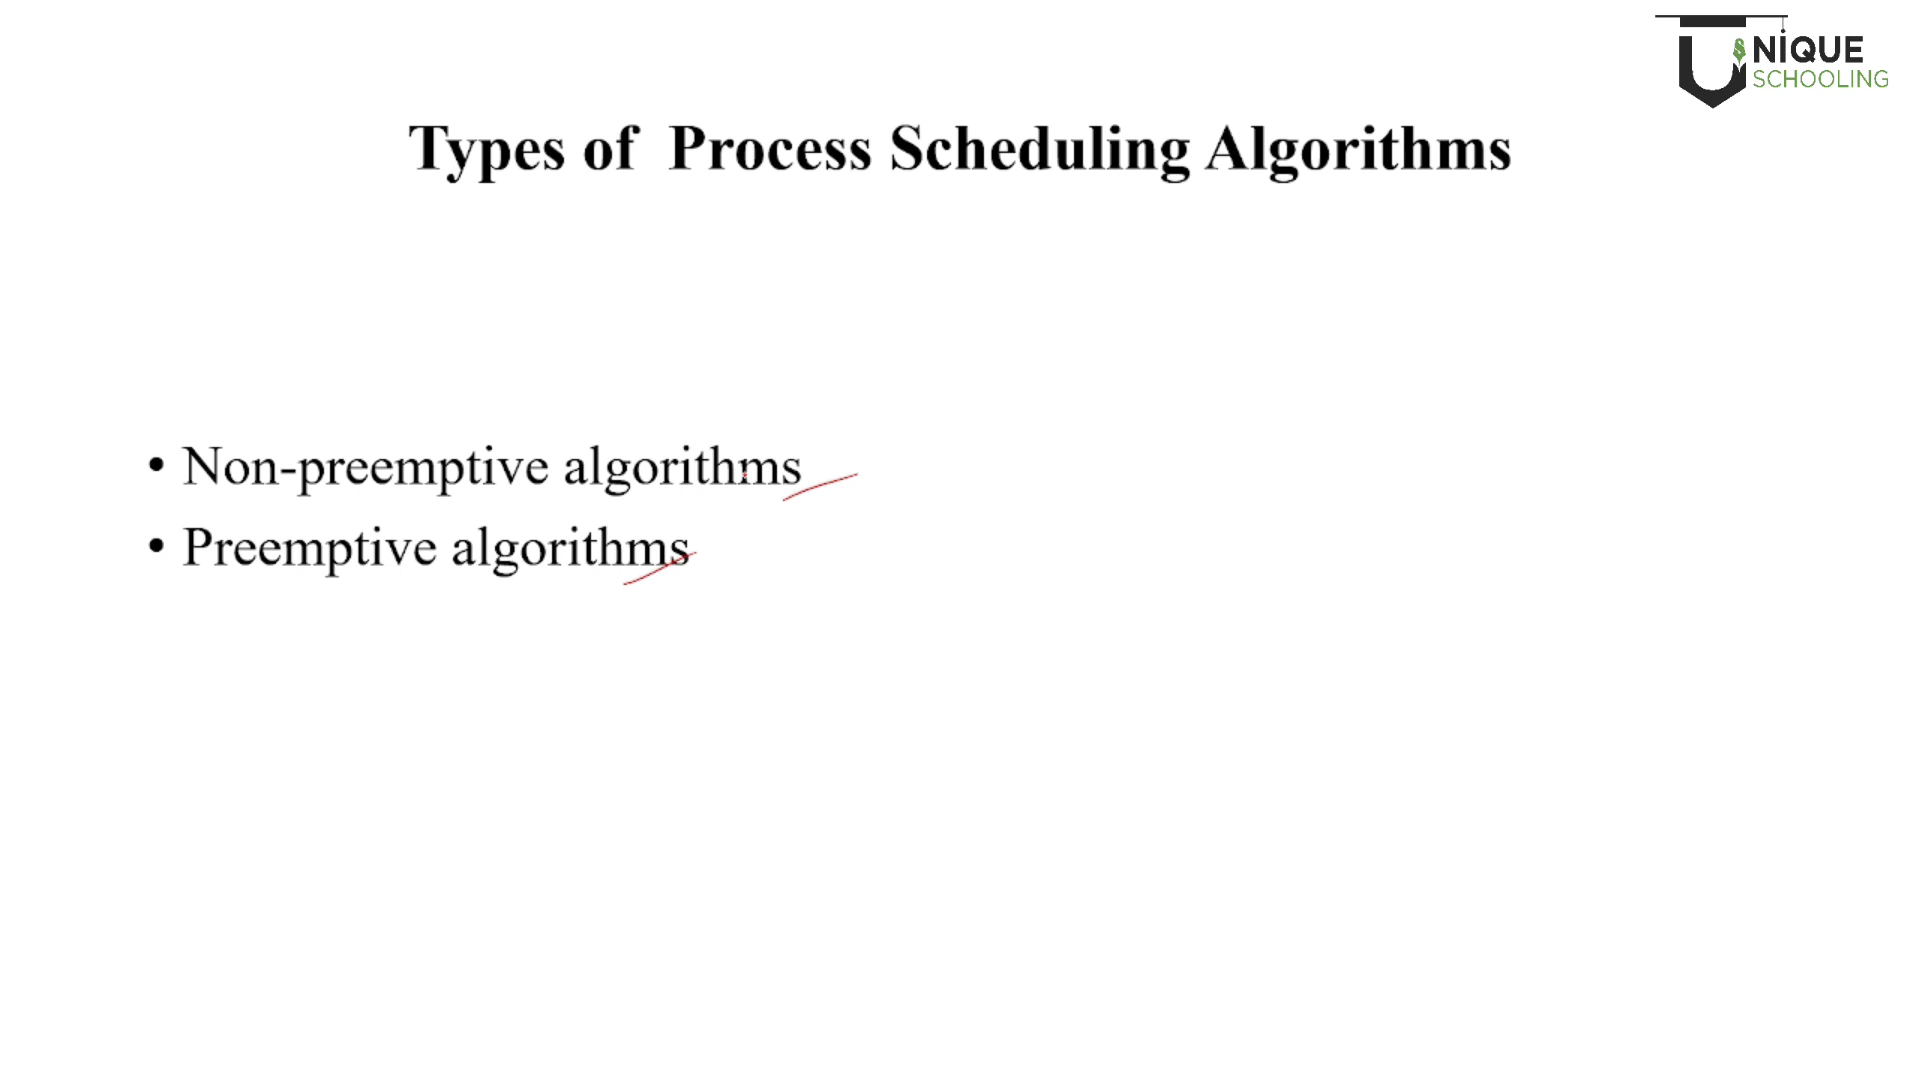 UNIQUE
SCHOOLING
Types of Process Scheduling Algorithms
• Non-preemptive algorithms
• Preemptive algorithms